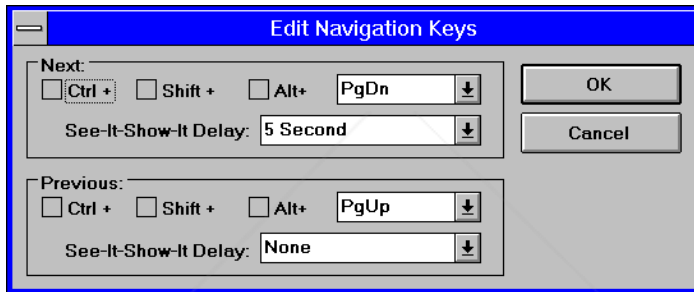 Edit Navigation Keys
Next:
Ctrl + Shift + Alt+ PgDn
See-It-Show-It Delay: 5 Second
OK
Cancel
Previous:
Ctrl + Shift + Alt+ PgUp
See-It-Show-It Delay: None